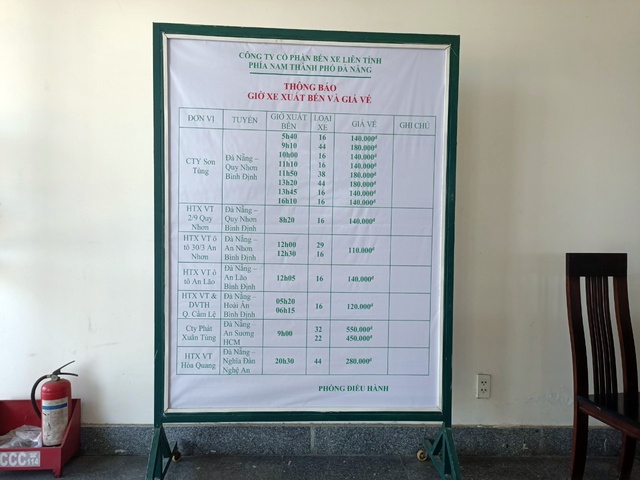 CÔNG TY CỔ PHẦN BẾN XE LIÊN TỈNH
PHÍA NAM THÀNH PHỐ ĐÀ NẴNG
THÔNG BÁO
GIỜ XE XUẤT BẾN VÀ GIÁ VÉ
ĐƠN VỊ TUYẾN GIỜ XUẤT BẾN LOẠI XE GIÁ VÉ GHI CHÚ
CTY Sơn Tùng Đà Nẵng – Quy Nhơn Bình Định
5h40 16 140.000đ
9h10 44 180.000đ
10h00 16 140.000đ
11h10 16 140.000đ
11h50 38 180.000đ
13h20 44 180.000đ
13h45 16 140.000đ
16h10 16 140.000đ
HTX VT 2/9 Quy Nhơn Đà Nẵng – Quy Nhơn Bình Định 8h20 16 140.000đ
HTX VT ô tô 30/3 An Nhơn Đà Nẵng – An Nhơn Bình Định
12h00 29
12h30 16
110.000đ
HTX VT ô tô An Lão Đà Nẵng – An Lão Bình Định 12h05 16 140.000đ
HTX VT & DVTH Q. Cẩm Lệ Đà Nẵng – Hoài Ân Bình Định
05h20
06h15
16 120.000đ
Cty Phát Xuân Tùng Đà Nẵng – An Sương HCM 9h00
32 550.000đ
22 450.000đ
HTX VT Hòa Quang Đà Nẵng – Nghĩa Đàn Nghệ An 20h30 44 280.000đ
PHÒNG ĐIỀU HÀNH